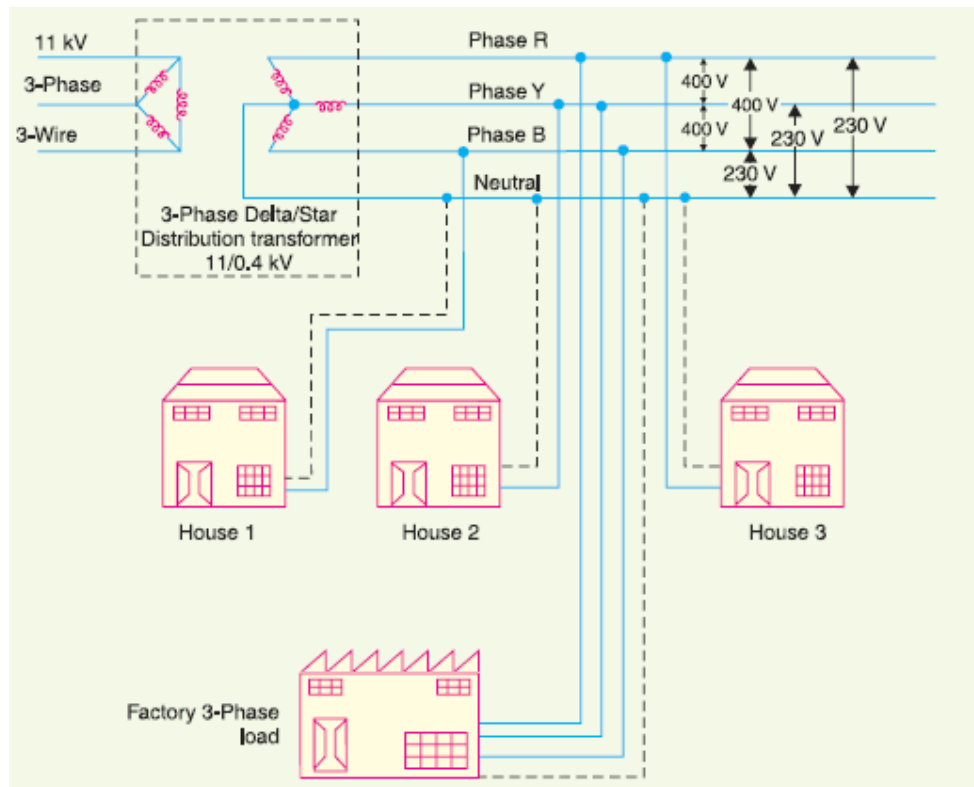 11 kV
3-Phase
3-Wire
3-Phase Delta/Star
Distribution transformer
11/0.4 kV
Phase R
Phase Y
Phase B
Neutral
400 V
400 V
400 V
230 V
230 V
230 V
House 1
House 2
House 3
Factory 3-Phase
load